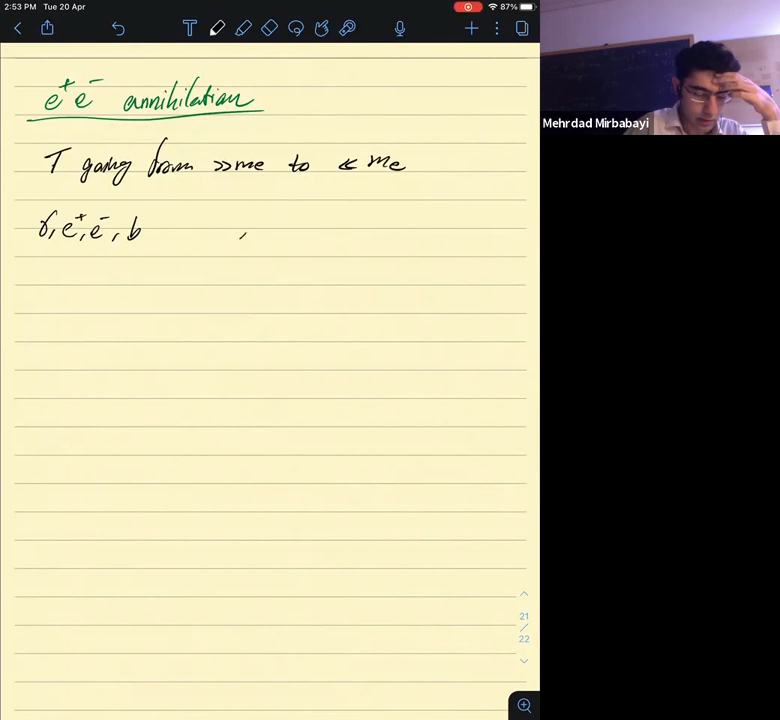 2:53 PM Tue 20 Apr
87%
e⁺e⁻ annihilation
T going from >>me to << me
γ, e⁺, e⁻, b
Mehrdad Mirbabayi
21
/
22